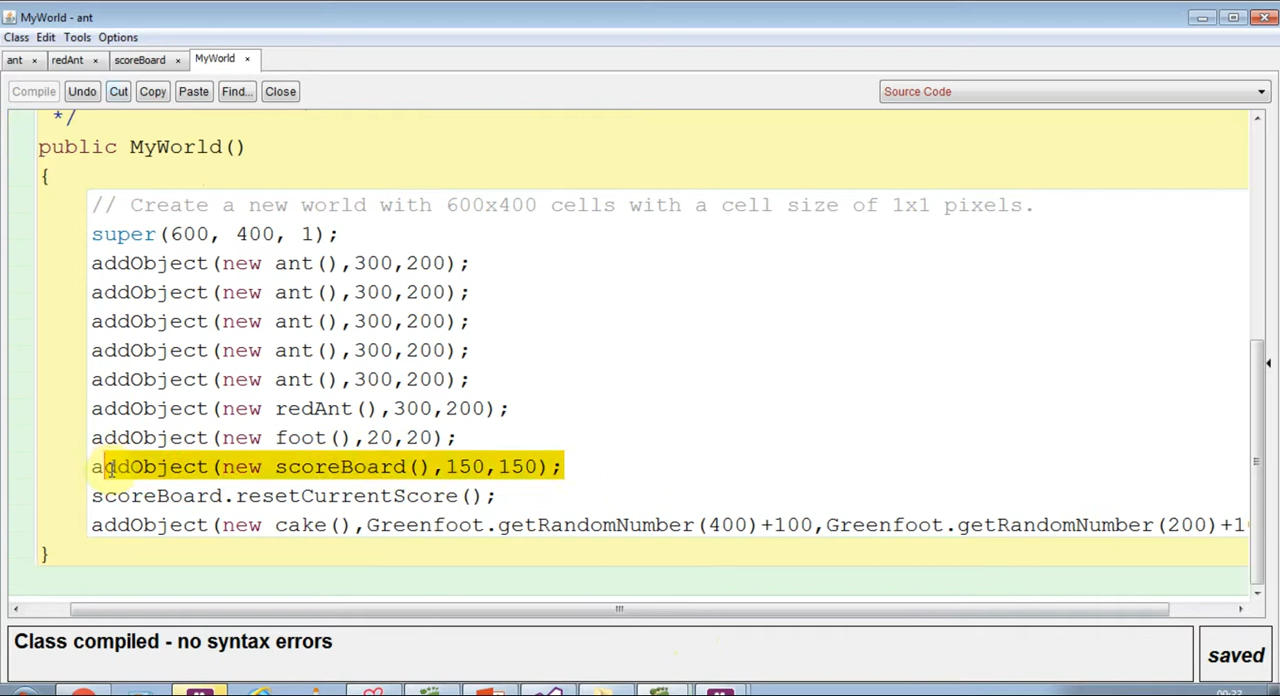 MyWorld - ant
Class Edit Tools Options
ant × redAnt × scoreBoard × MyWorld ×
Compile Undo Cut Copy Paste Find... Close Source Code
*/
public MyWorld()
{
// Create a new world with 600x400 cells with a cell size of 1x1 pixels.
super(600, 400, 1);
addObject(new ant(),300,200);
addObject(new ant(),300,200);
addObject(new ant(),300,200);
addObject(new ant(),300,200);
addObject(new ant(),300,200);
addObject(new redAnt(),300,200);
addObject(new foot(),20,20);
addObject(new scoreBoard(),150,150);
scoreBoard.resetCurrentScore();
addObject(new cake(),Greenfoot.getRandomNumber(400)+100,Greenfoot.getRandomNumber(200)+10
}
Class compiled - no syntax errors
saved